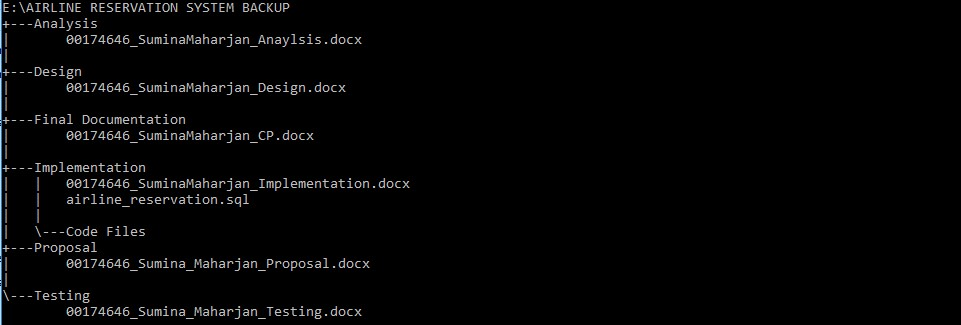 E:\AIRLINE RESERVATION SYSTEM BACKUP
+---Analysis
|       00174646_SuminaMaharjan_Anaylsis.docx
|
+---Design
|       00174646_SuminaMaharjan_Design.docx
|
+---Final Documentation
|       00174646_SuminaMaharjan_CP.docx
|
+---Implementation
|   |   00174646_SuminaMaharjan_Implementation.docx
|   |   airline_reservation.sql
|   |
|   \---Code Files
+---Proposal
|       00174646_Sumina_Maharjan_Proposal.docx
|
\---Testing
        00174646_Sumina_Maharjan_Testing.docx